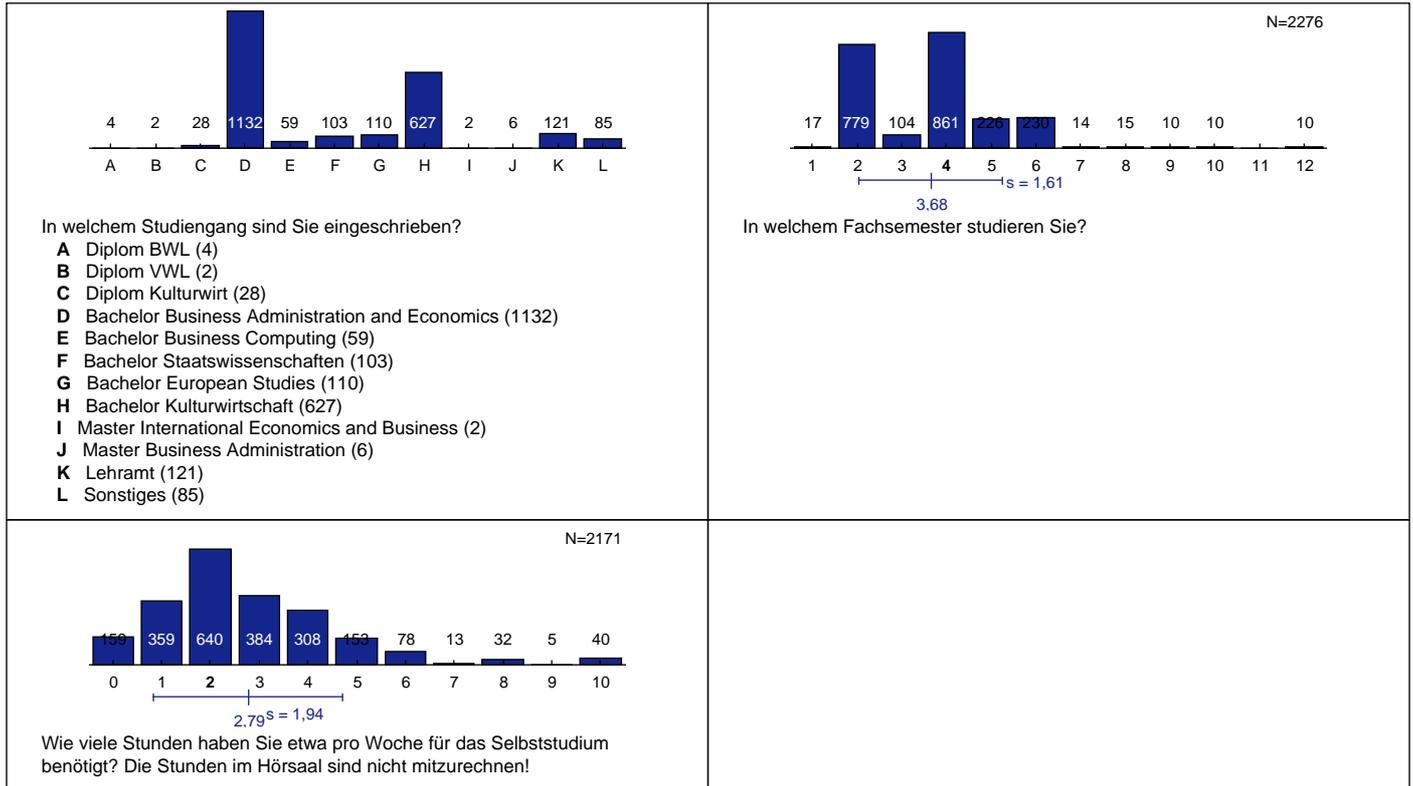 4 2 28 1132 59 103 110 627 2 6 121 85
A B C D E F G H I J K L
In welchem Studiengang sind Sie eingeschrieben?
A Diplom BWL (4)
B Diplom VWL (2)
C Diplom Kulturwirt (28)
D Bachelor Business Administration and Economics (1132)
E Bachelor Business Computing (59)
F Bachelor Staatswissenschaften (103)
G Bachelor European Studies (110)
H Bachelor Kulturwirtschaft (627)
I Master International Economics and Business (2)
J Master Business Administration (6)
K Lehramt (121)
L Sonstiges (85)
N=2276
17 779 104 861 226 230 14 15 10 10 10
1 2 3 4 5 6 7 8 9 10 11 12
s = 1,61
3,68
In welchem Fachsemester studieren Sie?
N=2171
159 359 640 384 308 153 78 13 32 5 40
0 1 2 3 4 5 6 7 8 9 10
2,79 s = 1,94
Wie viele Stunden haben Sie etwa pro Woche für das Selbststudium
benötigt? Die Stunden im Hörsaal sind nicht mitzurechnen!